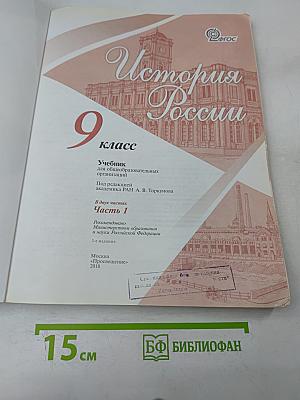 ФГОС
История
России
9 класс
Учебник
для общеобразовательных
организаций
Под редакцией
академика РАН А. В. Торкунова
В двух частях
Часть 1
Рекомендовано
Министерством образования
и науки Российской Федерации
Москва
«Просвещение»
2018
15 см
БФ БИБЛИОФАН